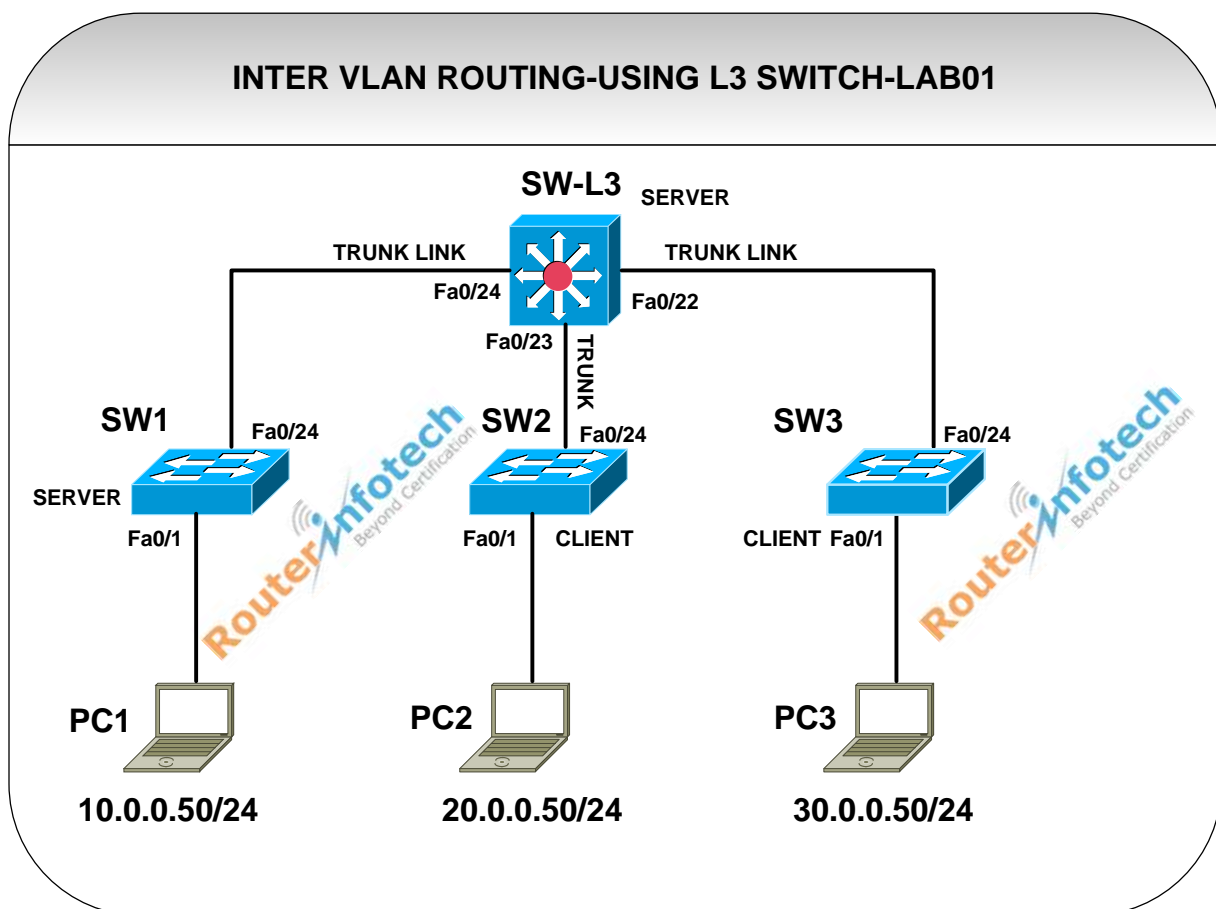 INTER VLAN ROUTING-USING L3 SWITCH-LAB01
SW-L3
SERVER
TRUNK LINK
TRUNK LINK
Fa0/24
Fa0/22
Fa0/23
TRUNK
SW1
Fa0/24
SW2
Fa0/24
SW3
Fa0/24
SERVER
Fa0/1
Fa0/1
CLIENT
CLIENT Fa0/1
RouterInfotech
Beyond Certification
RouterInfotech
Beyond Certification
PC1
PC2
PC3
10.0.0.50/24
20.0.0.50/24
30.0.0.50/24